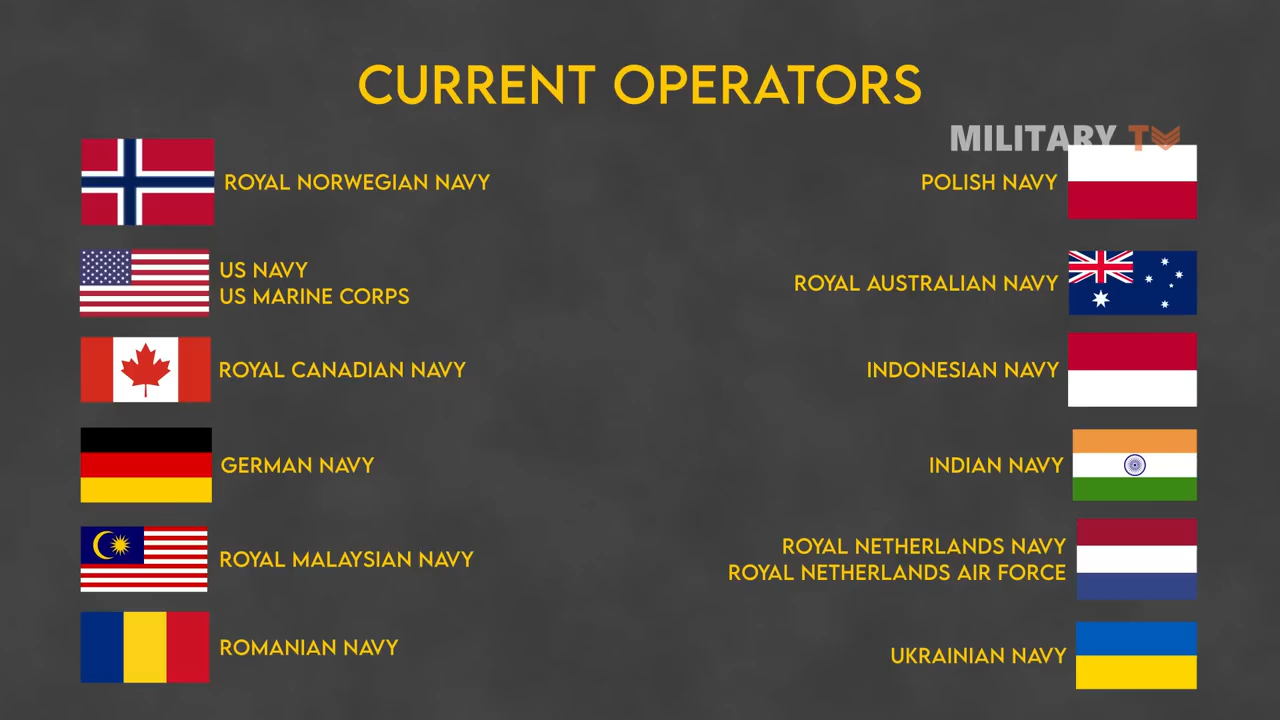 CURRENT OPERATORS
MILITARY TV
ROYAL NORWEGIAN NAVY
POLISH NAVY
US NAVY
US MARINE CORPS
ROYAL AUSTRALIAN NAVY
ROYAL CANADIAN NAVY
INDONESIAN NAVY
GERMAN NAVY
INDIAN NAVY
ROYAL MALAYSIAN NAVY
ROYAL NETHERLANDS NAVY
ROYAL NETHERLANDS AIR FORCE
ROMANIAN NAVY
UKRAINIAN NAVY